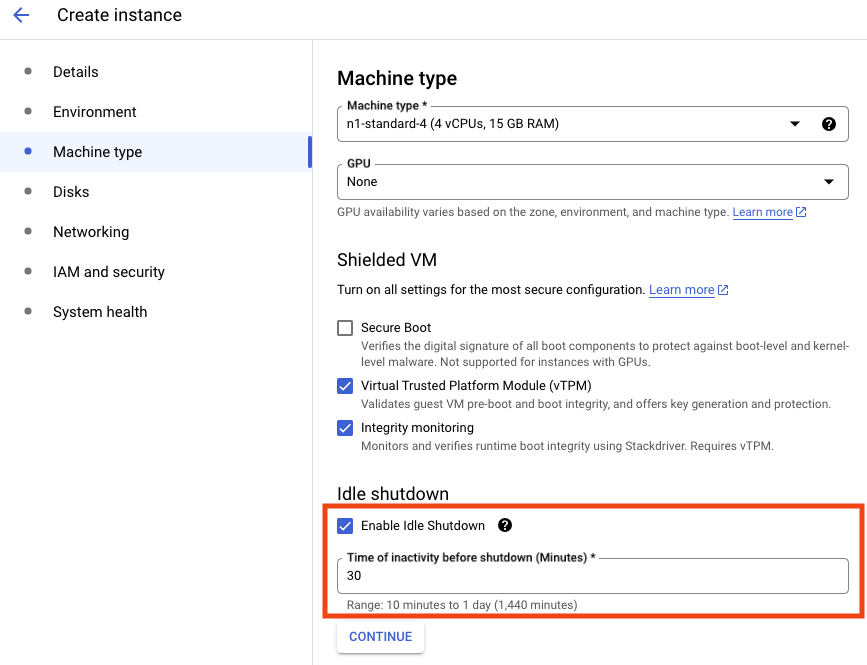 Create instance
Details
Environment
Machine type
Disks
Networking
IAM and security
System health
Machine type
Machine type *
n1-standard-4 (4 vCPUs, 15 GB RAM)
GPU
None
GPU availability varies based on the zone, environment, and machine type. Learn more
Shielded VM
Turn on all settings for the most secure configuration. Learn more
Secure Boot
Verifies the digital signature of all boot components to protect against boot-level and kernel-
level malware. Not supported for instances with GPUs.
Virtual Trusted Platform Module (vTPM)
Validates guest VM pre-boot and boot integrity, and offers key generation and protection.
Integrity monitoring
Monitors and verifies runtime boot integrity using Stackdriver. Requires vTPM.
Idle shutdown
Enable Idle Shutdown
Time of inactivity before shutdown (Minutes) *
30
Range: 10 minutes to 1 day (1,440 minutes)
CONTINUE